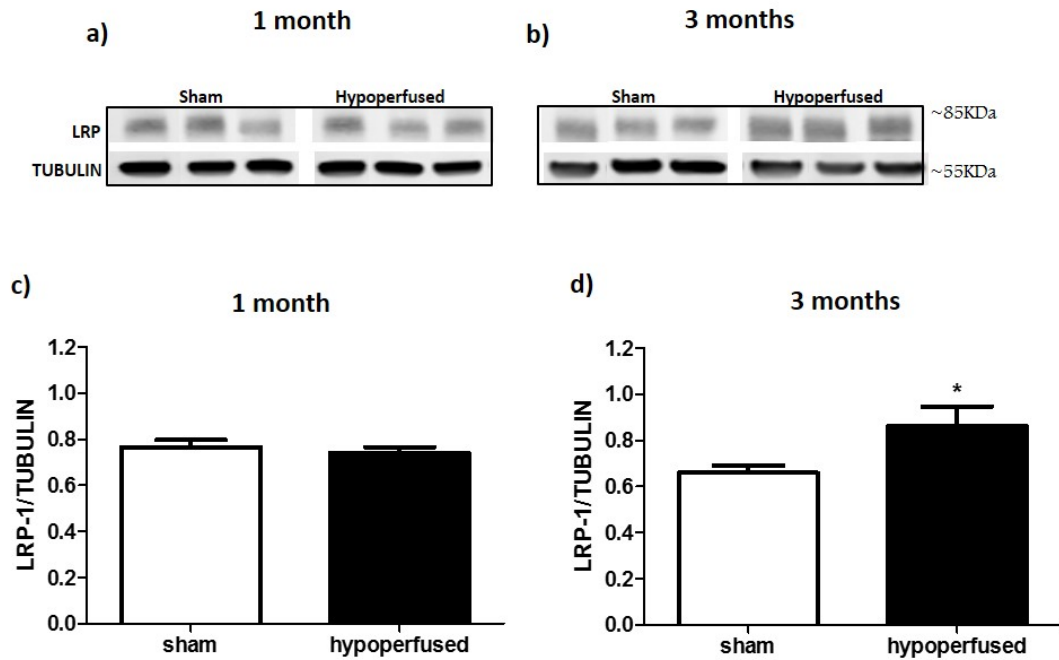 a)
1 month
b)
3 months
Sham
Hypoperfused
Sham
Hypoperfused
LRP
~85KDa
TUBULIN
~55KDa
c)
1 month
d)
3 months
LRP-1/TUBULIN
1.2
1.0
0.8
0.6
0.4
0.2
0.0
sham
hypoperfused
LRP-1/TUBULIN
1.2
1.0
0.8
0.6
0.4
0.2
0.0
*
sham
hypoperfused